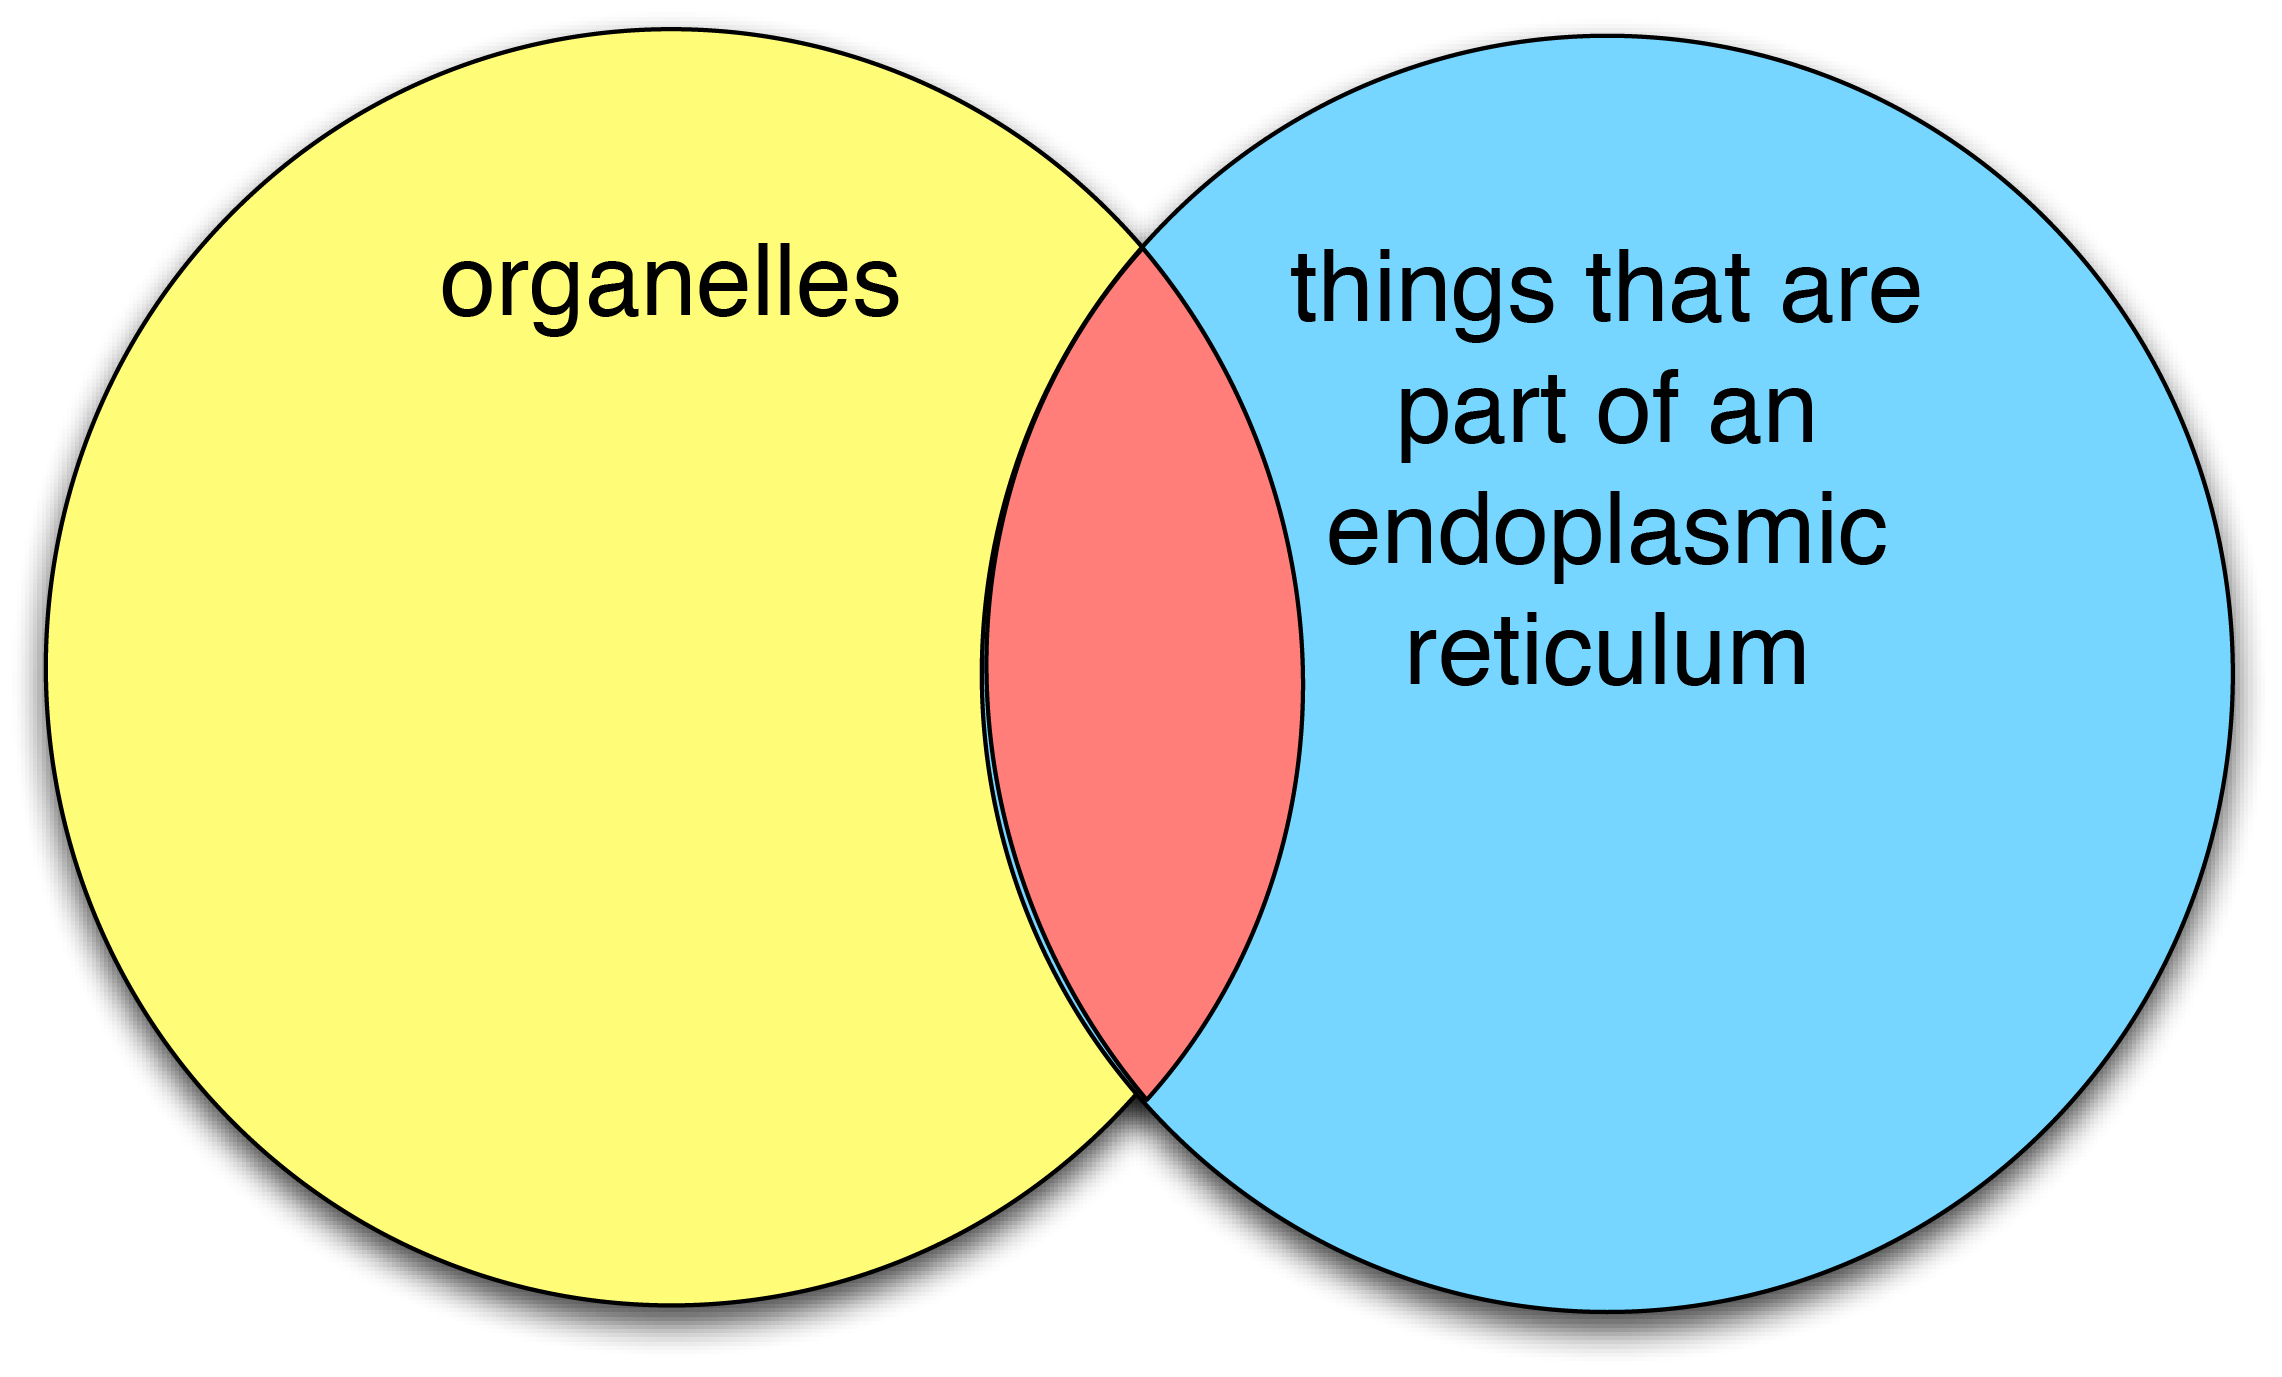 organelles
things that are
part of an
endoplasmic
reticulum